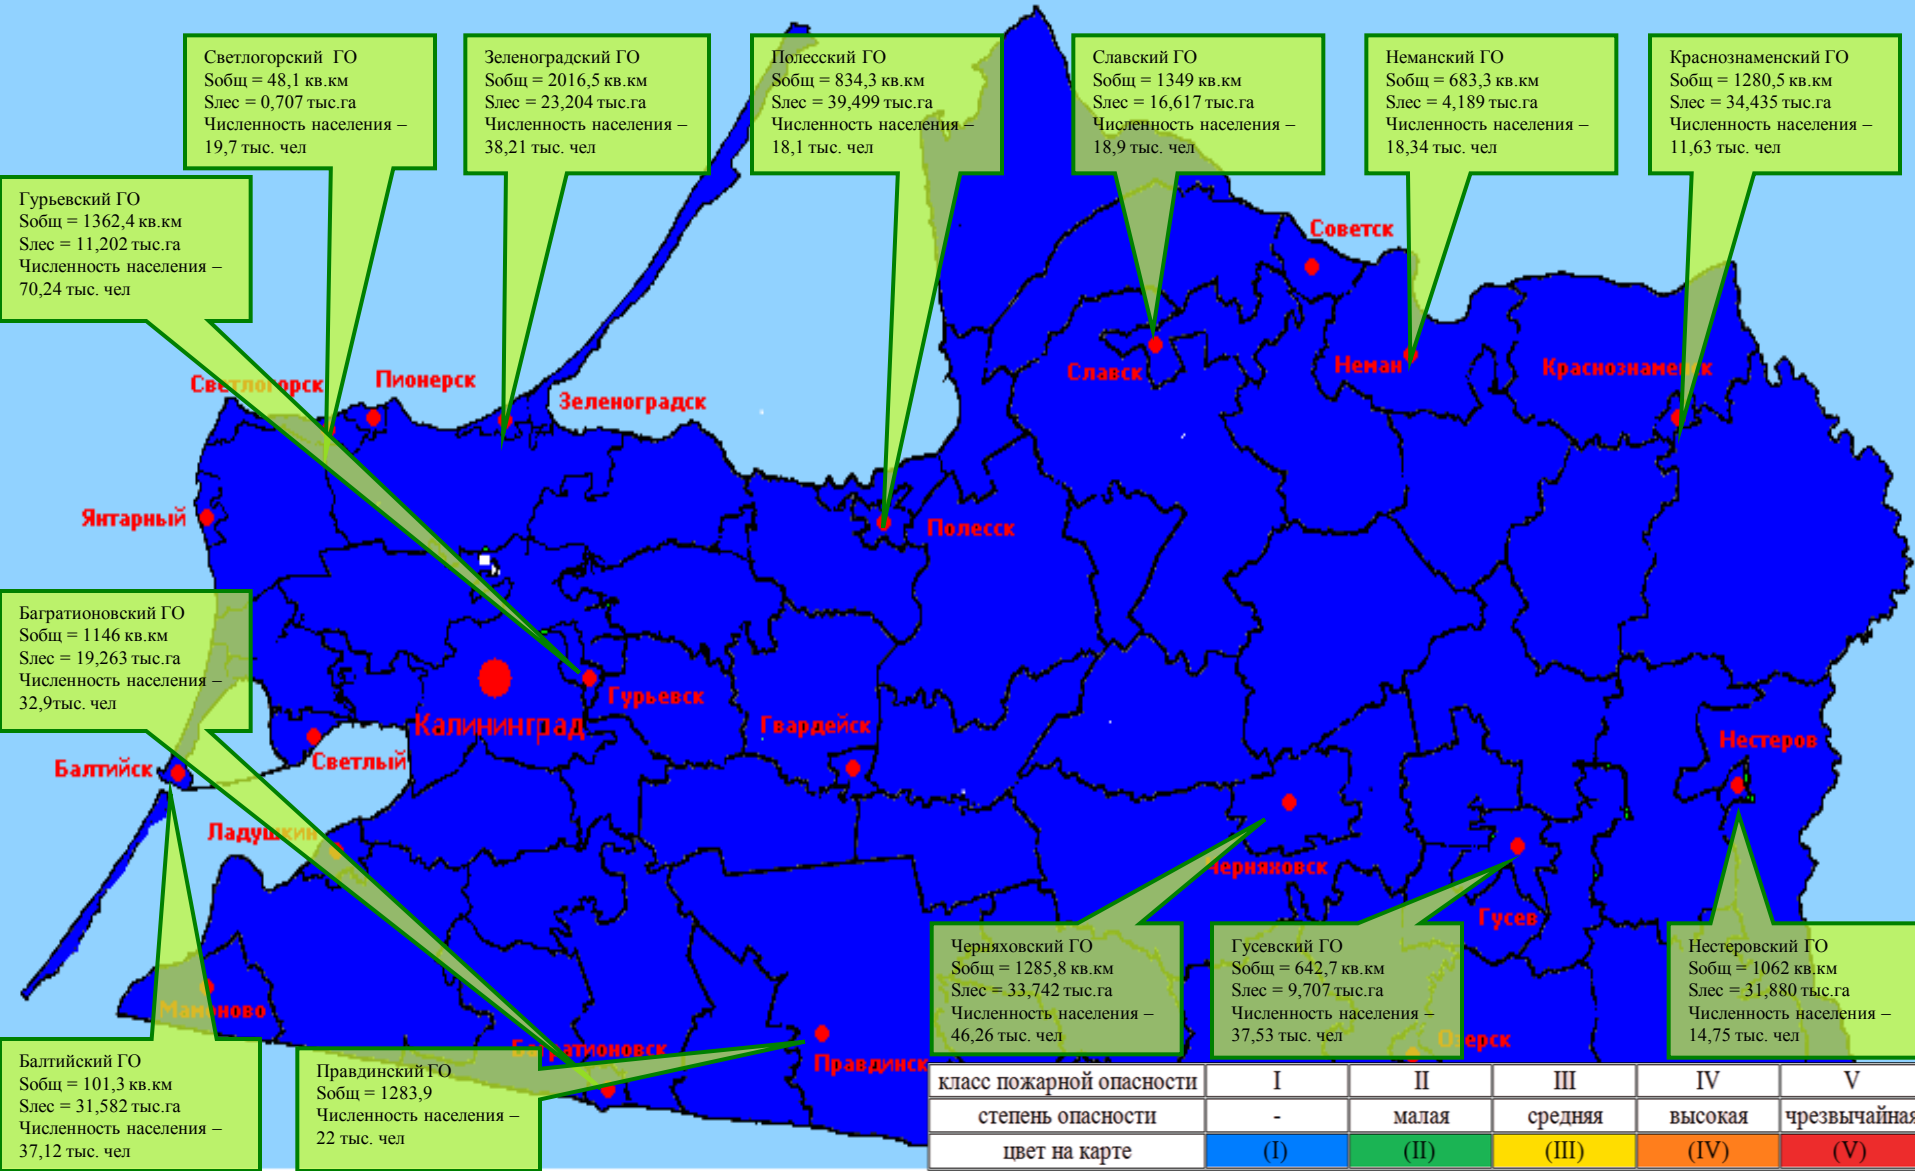 Светлогорский ГО
Sобщ = 48,1 кв.км
Sлес = 0,707 тыс.га
Численность населения –
19,7 тыс. чел
Зеленоградский ГО
Sобщ = 2016,5 кв.км
Sлес = 23,204 тыс.га
Численность населения –
38,21 тыс. чел
Полесский ГО
Sобщ = 834,3 кв.км
Sлес = 39,499 тыс.га
Численность населения –
18,1 тыс. чел
Славский ГО
Sобщ = 1349 кв.км
Sлес = 16,617 тыс.га
Численность населения –
18,9 тыс. чел
Неманский ГО
Sобщ = 683,3 кв.км
Sлес = 4,189 тыс.га
Численность населения –
18,34 тыс. чел
Краснознаменский ГО
Sобщ = 1280,5 кв.км
Sлес = 34,435 тыс.га
Численность населения –
11,63 тыс. чел
Гурьевский ГО
Sобщ = 1362,4 кв.км
Sлес = 11,202 тыс.га
Численность населения –
70,24 тыс. чел
Советск
Светлогорск
Пионерск
Зеленоградск
Славск
Неман
Краснознаменск
Янтарный
Полесск
Багратионовский ГО
Sобщ = 1146 кв.км
Sлес = 19,263 тыс.га
Численность населения –
32,9тыс. чел
Гурьевск
Калининград
Гвардейск
Нестеров
Светлый
Балтийск
Ладушкин
Черняховск
Гусев
Мамоново
Багратионовск
Правдинск
Озерск
Черняховский ГО
Sобщ = 1285,8 кв.км
Sлес = 33,742 тыс.га
Численность населения –
46,26 тыс. чел
Гусевский ГО
Sобщ = 642,7 кв.км
Sлес = 9,707 тыс.га
Численность населения –
37,53 тыс. чел
Нестеровский ГО
Sобщ = 1062 кв.км
Sлес = 31,880 тыс.га
Численность населения –
14,75 тыс. чел
Балтийский ГО
Sобщ = 101,3 кв.км
Sлес = 31,582 тыс.га
Численность населения –
37,12 тыс. чел
Правдинский ГО
Sобщ = 1283,9
Численность населения –
22 тыс. чел
класс пожарной опасности I II III IV V
степень опасности - малая средняя высокая чрезвычайная
цвет на карте (I) (II) (III) (IV) (V)